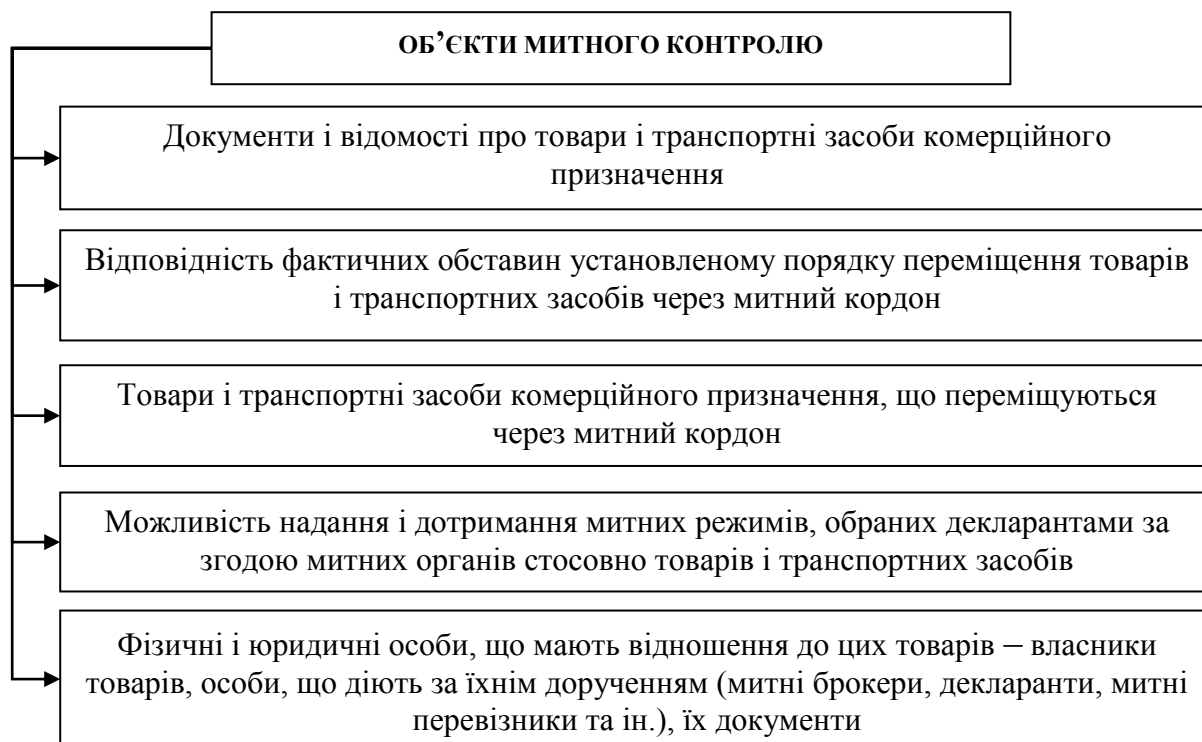 ОБ’ЄКТИ МИТНОГО КОНТРОЛЮ
Документи і відомості про товари і транспортні засоби комерційного
призначення
Відповідність фактичних обставин установленому порядку переміщення товарів
і транспортних засобів через митний кордон
Товари і транспортні засоби комерційного призначення, що переміщуються
через митний кордон
Можливість надання і дотримання митних режимів, обраних декларантами за
згодою митних органів стосовно товарів і транспортних засобів
Фізичні і юридичні особи, що мають відношення до цих товарів – власники
товарів, особи, що діють за їхнім дорученням (митні брокери, декларанти, митні
перевізники та ін.), їх документи